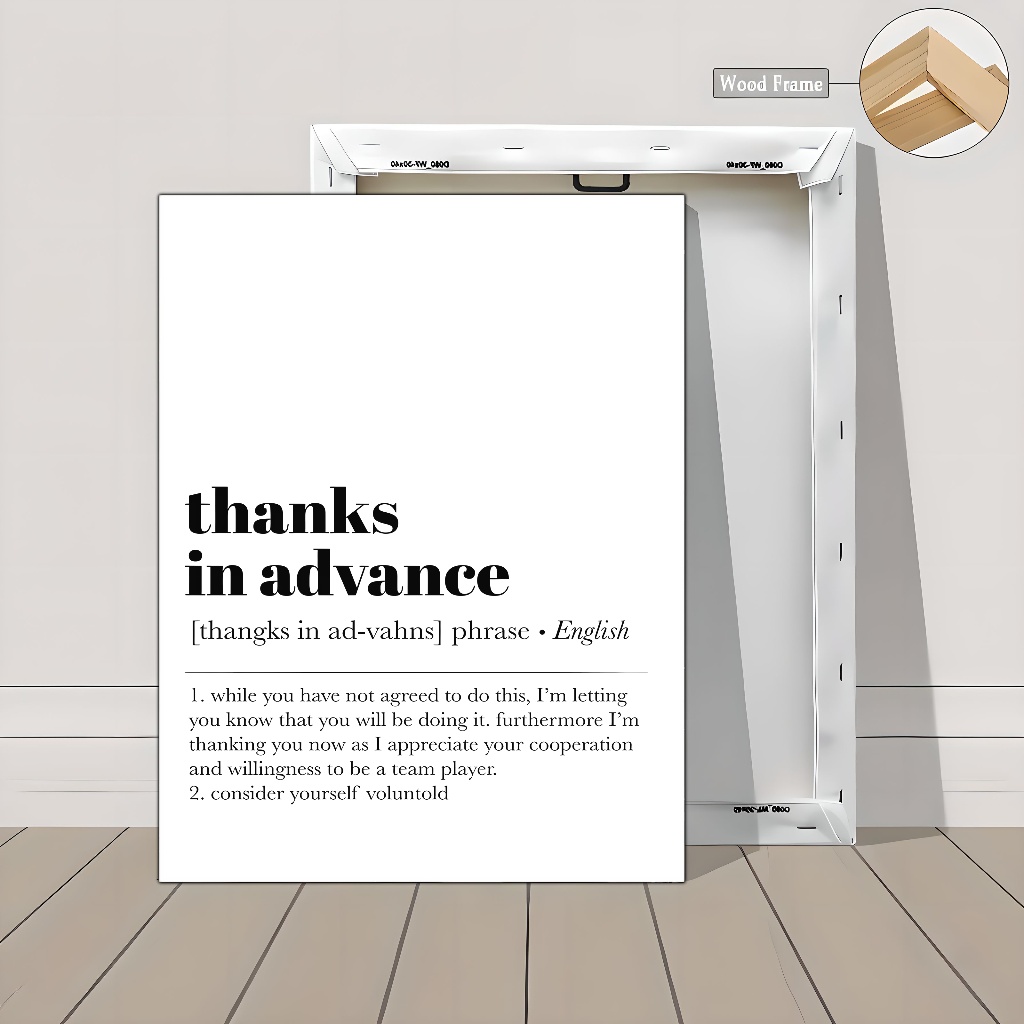 Wood Frame
thanks
in advance
[thangks in ad-vahns] phrase • English
1. while you have not agreed to do this, I'm letting
you know that you will be doing it. furthermore I'm
thanking you now as I appreciate your cooperation
and willingness to be a team player.
2. consider yourself voluntold